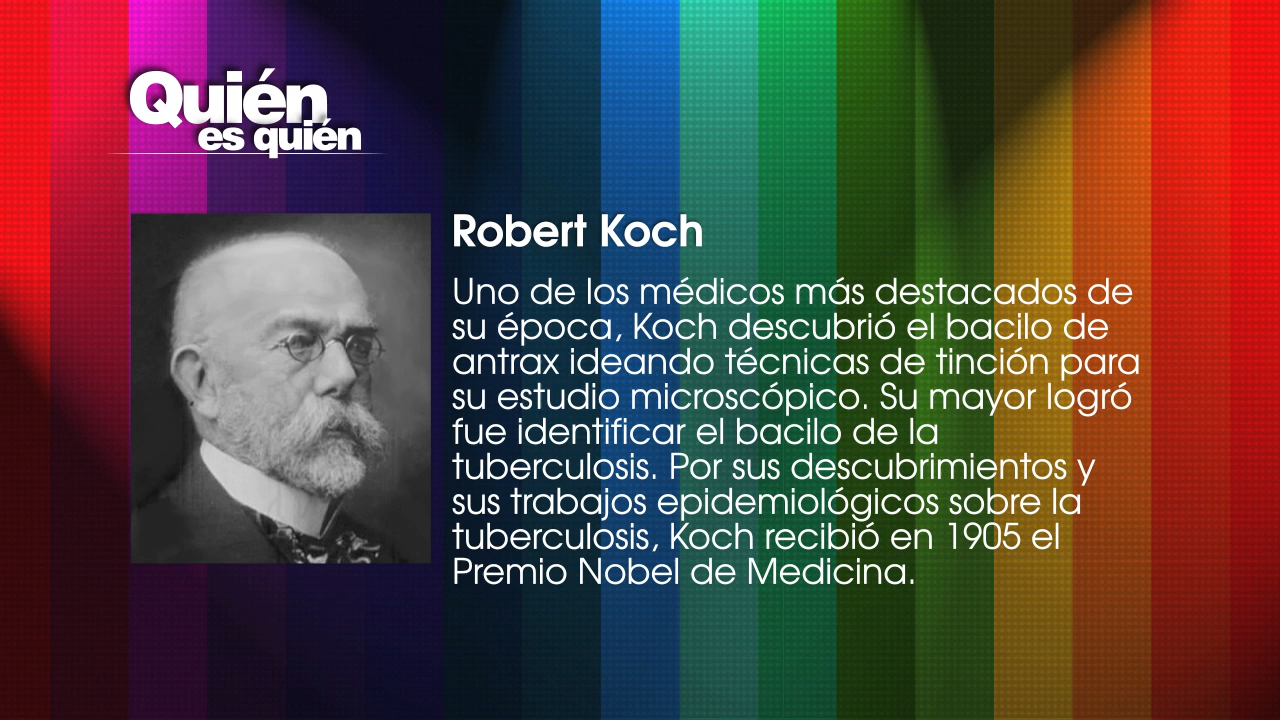 Quién
es quién
Robert Koch
Uno de los médicos más destacados de
su época, Koch descubrió el bacilo de
antrax ideando técnicas de tinción para
su estudio microscópico. Su mayor logró
fue identificar el bacilo de la
tuberculosis. Por sus descubrimientos y
sus trabajos epidemiológicos sobre la
tuberculosis, Koch recibió en 1905 el
Premio Nobel de Medicina.